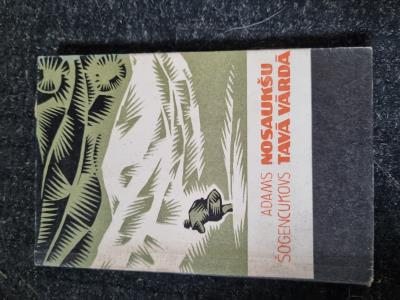 ADAMS
ŠOGENCUKOVS
NOSAUKŠU
TAVĀ VĀRDĀ